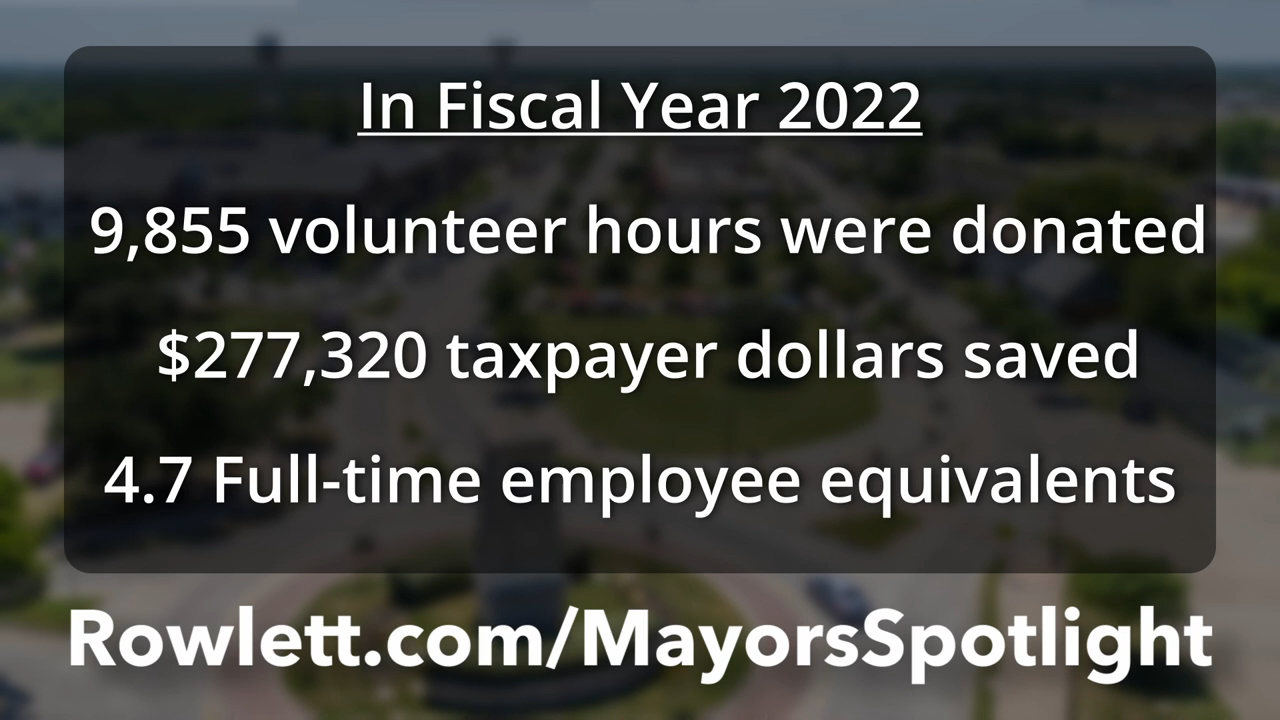 In Fiscal Year 2022
9,855 volunteer hours were donated
$277,320 taxpayer dollars saved
4.7 Full-time employee equivalents
Rowlett.com/MayorsSpotlight